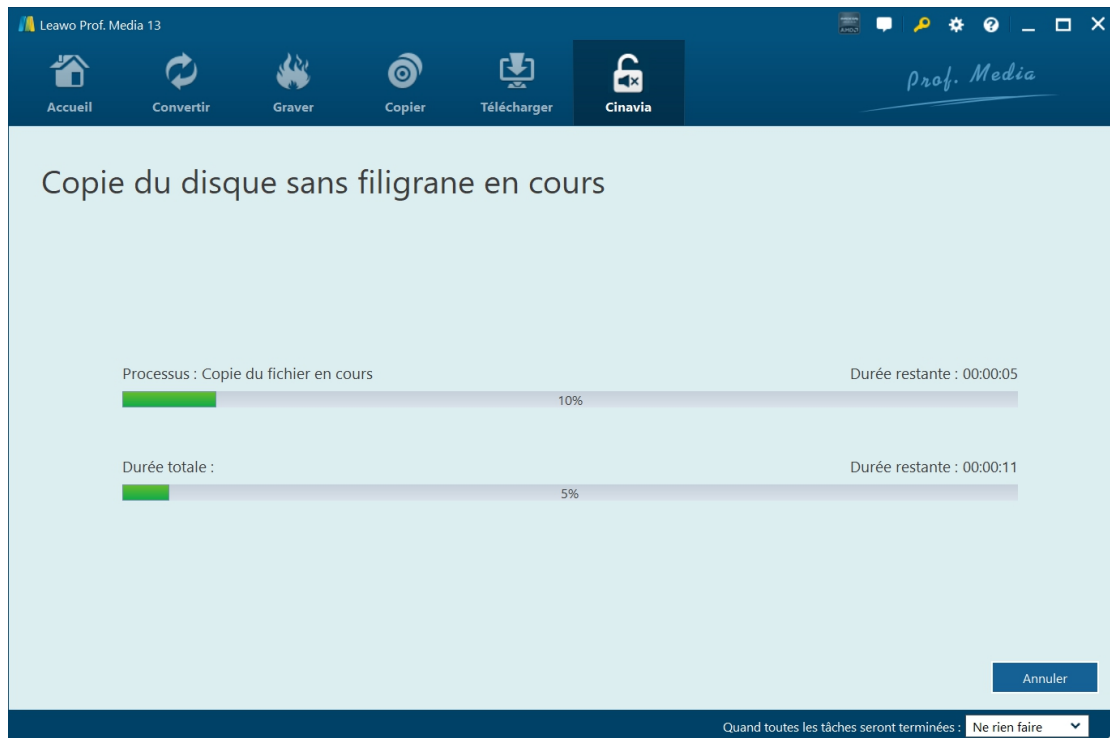 Leawo Prof. Media 13
Accueil Convertir Graver Copier Télécharger Cinavia
Prof. Media
Copie du disque sans filigrane en cours
Processus : Copie du fichier en cours Durée restante : 00:00:05
10%
Durée totale : Durée restante : 00:00:11
5%
Annuler
Quand toutes les tâches seront terminées : Ne rien faire